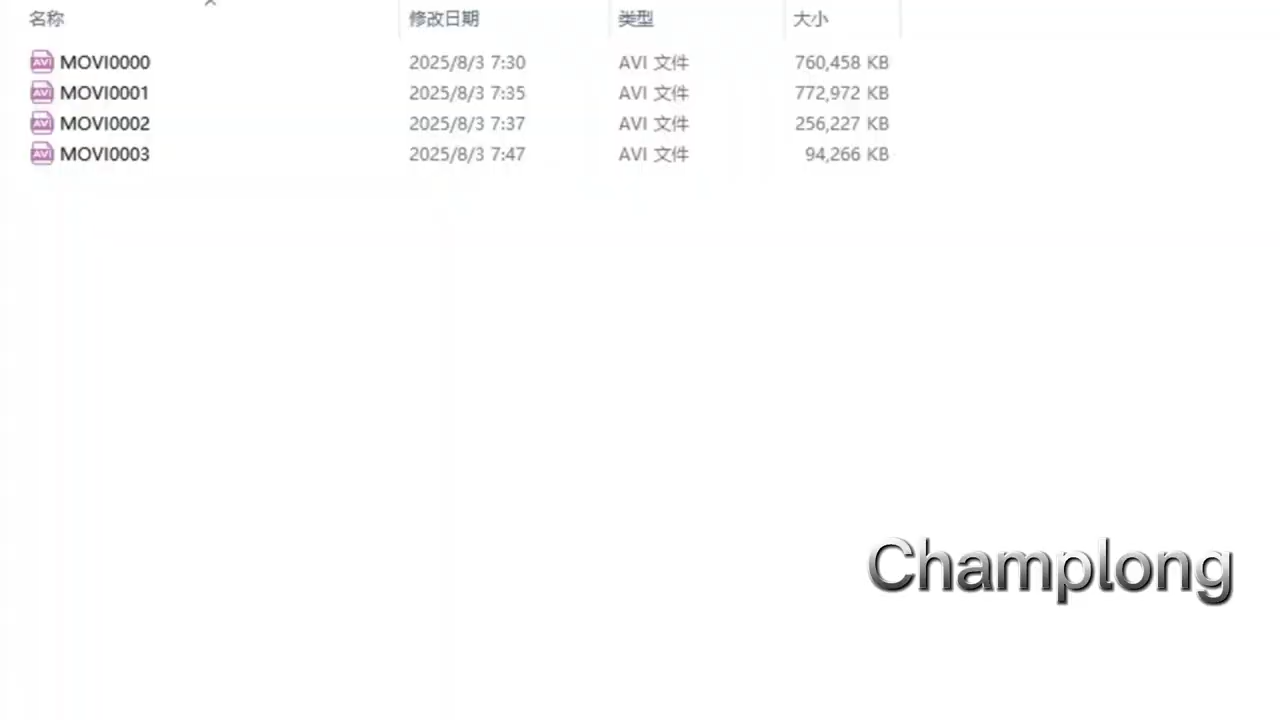 名称 修改日期 类型 大小
MOVI0000 2025/8/3 7:30 AVI 文件 760,458 KB
MOVI0001 2025/8/3 7:35 AVI 文件 772,972 KB
MOVI0002 2025/8/3 7:37 AVI 文件 256,227 KB
MOVI0003 2025/8/3 7:47 AVI 文件 94,266 KB
Champlong